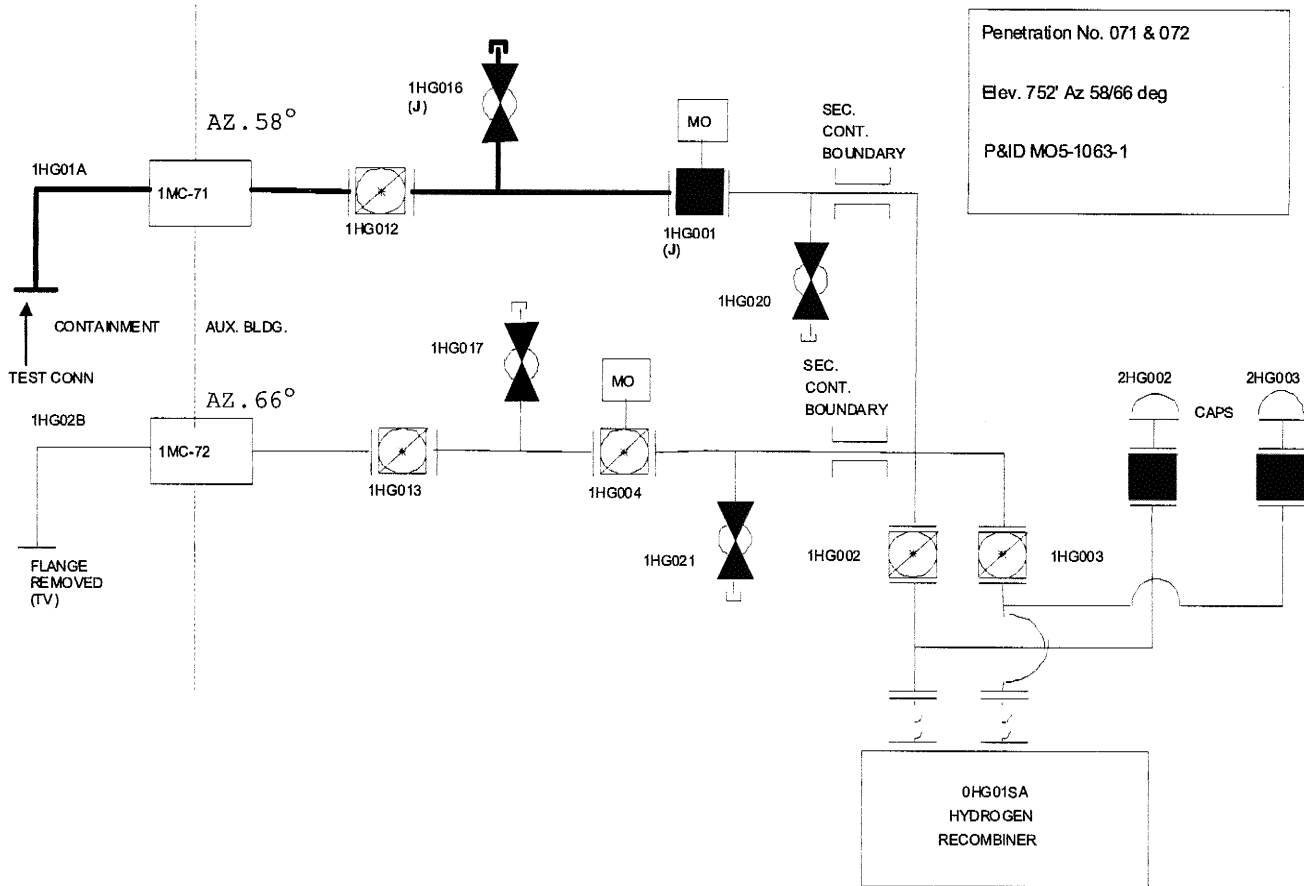 Penetration No. 071 & 072
Elev. 752' Az 58/66 deg
P&ID MO5-1063-1
1HG016
(J)
AZ.58°
MO
SEC.
CONT.
BOUNDARY
1HG01A
1MC-71
1HG012
1HG001
(J)
1HG020
CONTAINMENT
AUX. BLDG.
TEST CONN
1HG017
MO
SEC.
CONT.
BOUNDARY
2HG002
2HG003
CAPS
AZ.66°
1HG02B
1MC-72
1HG013
1HG004
1HG021
1HG002
1HG003
FLANGE
REMOVED
(TV)
0HG01SA
HYDROGEN
RECOMBINER